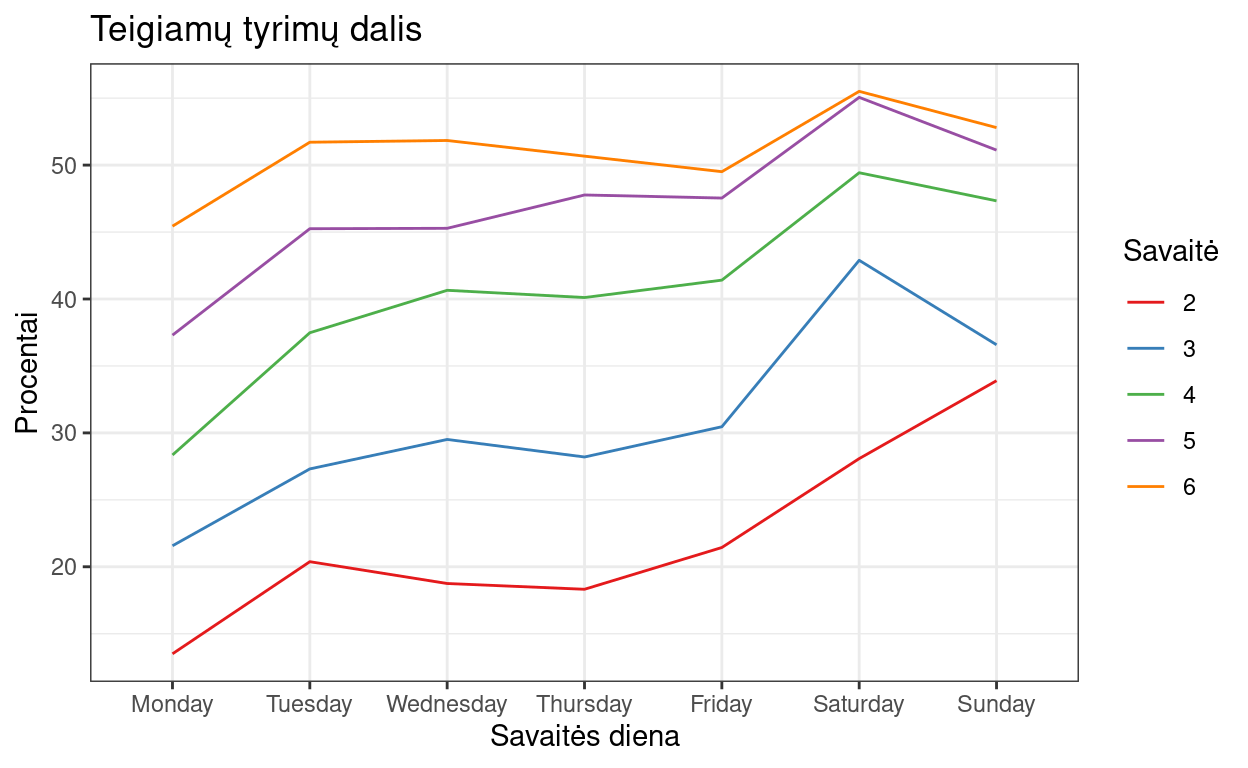 Teigiamų tyrimų dalis
Procentai
50
40
30
20
Monday Tuesday Wednesday Thursday Friday Saturday Sunday
Savaitės diena
Savaitė
2
3
4
5
6